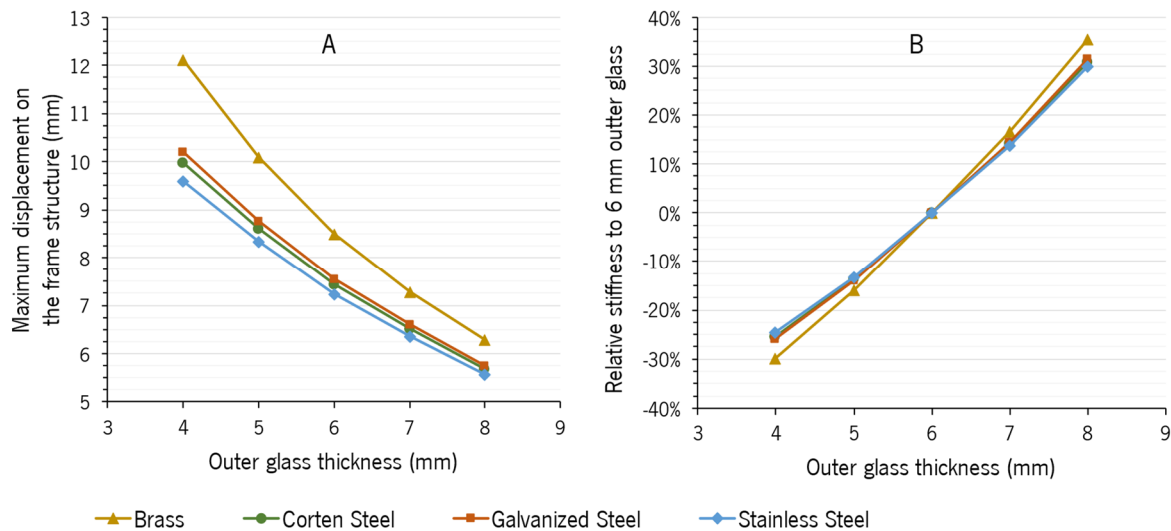 A
Maximum displacement on
the frame structure (mm)
13
12
11
10
9
8
7
6
5
3 4 5 6 7 8 9
Outer glass thickness (mm)
B
Relative stiffness to 6 mm outter glass
40%
30%
20%
10%
0%
-10%
-20%
-30%
-40%
3 4 5 6 7 8 9
Outer glass thickness (mm)
Brass Corten Steel Galvanized Steel Stainless Steel